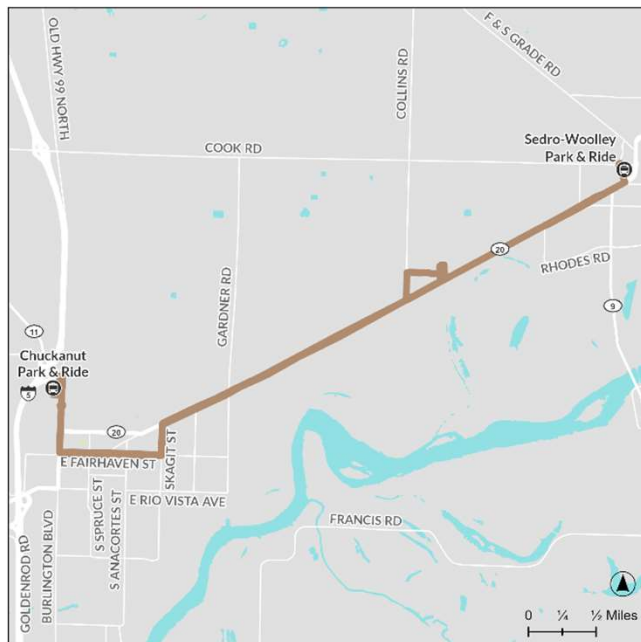 OLD HWY 99 NORTH
F & S GRADE RD
COLLINS RD
Sedro-Woolley
Park & Ride
COOK RD
20
RHODES RD
GARDNER RD
9
11
Chuckanut
Park & Ride
5
20
E FAIRHAVEN ST
SKAGIT ST
E RIO VISTA AVE
S SPRUCE ST
S ANACORTES ST
FRANCIS RD
GOLDENROD RD
BURLINGTON BLVD
0 ¼ ½ Miles